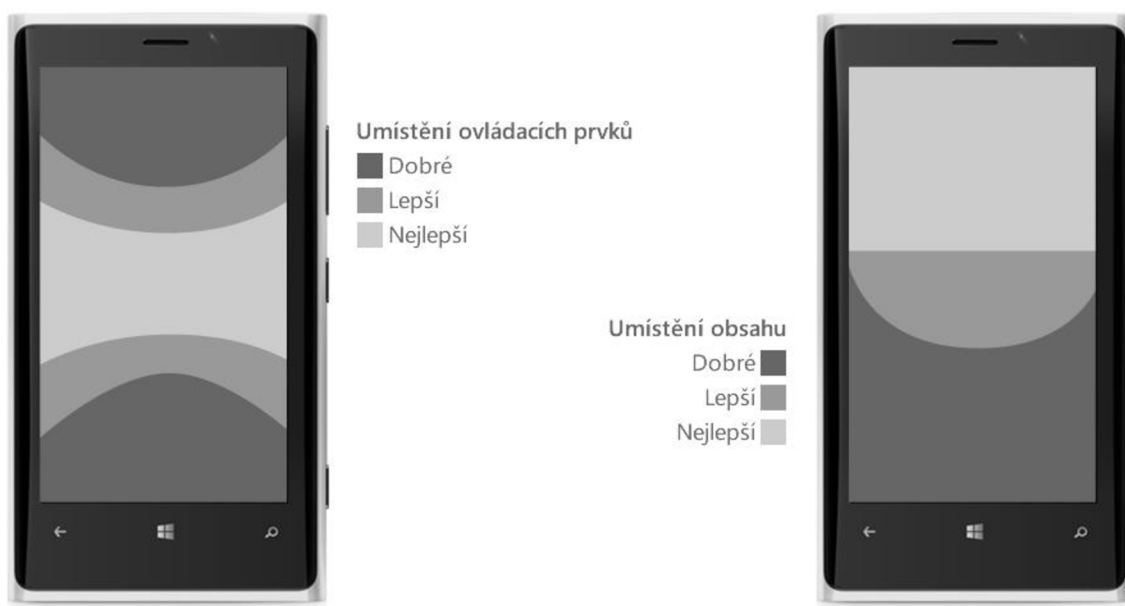 Umístění ovládacích prvků
Dobré
Lepší
Nejlepší
Umístění obsahu
Dobré
Lepší
Nejlepší